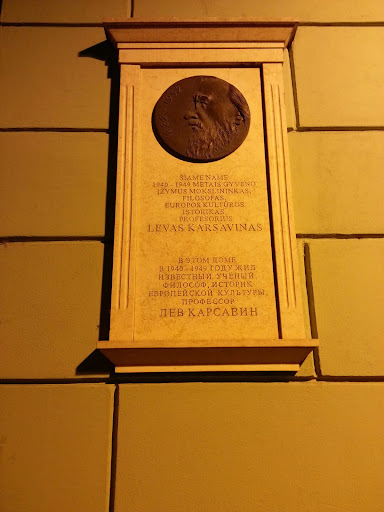 ŠIAME NAME
1940 - 1949 METAIS GYVENO
ĮŽYMUS MOKSLININKAS,
FILOSOFAS,
EUROPOS KULTŪROS
ISTORIKAS
PROFESORIUS
LEVAS KARSAVINAS
В ЭТОМ ДОМЕ
В 1940 - 1949 ГОДУ ЖИЛ
ИЗВЕСТНЫЙ УЧЕНЫЙ
ФИЛОСОФ, ИСТОРИК
ЕВРОПЕЙСКОЙ КУЛЬТУРЫ,
ПРОФЕССОР
ЛЕВ КАРСАВИН